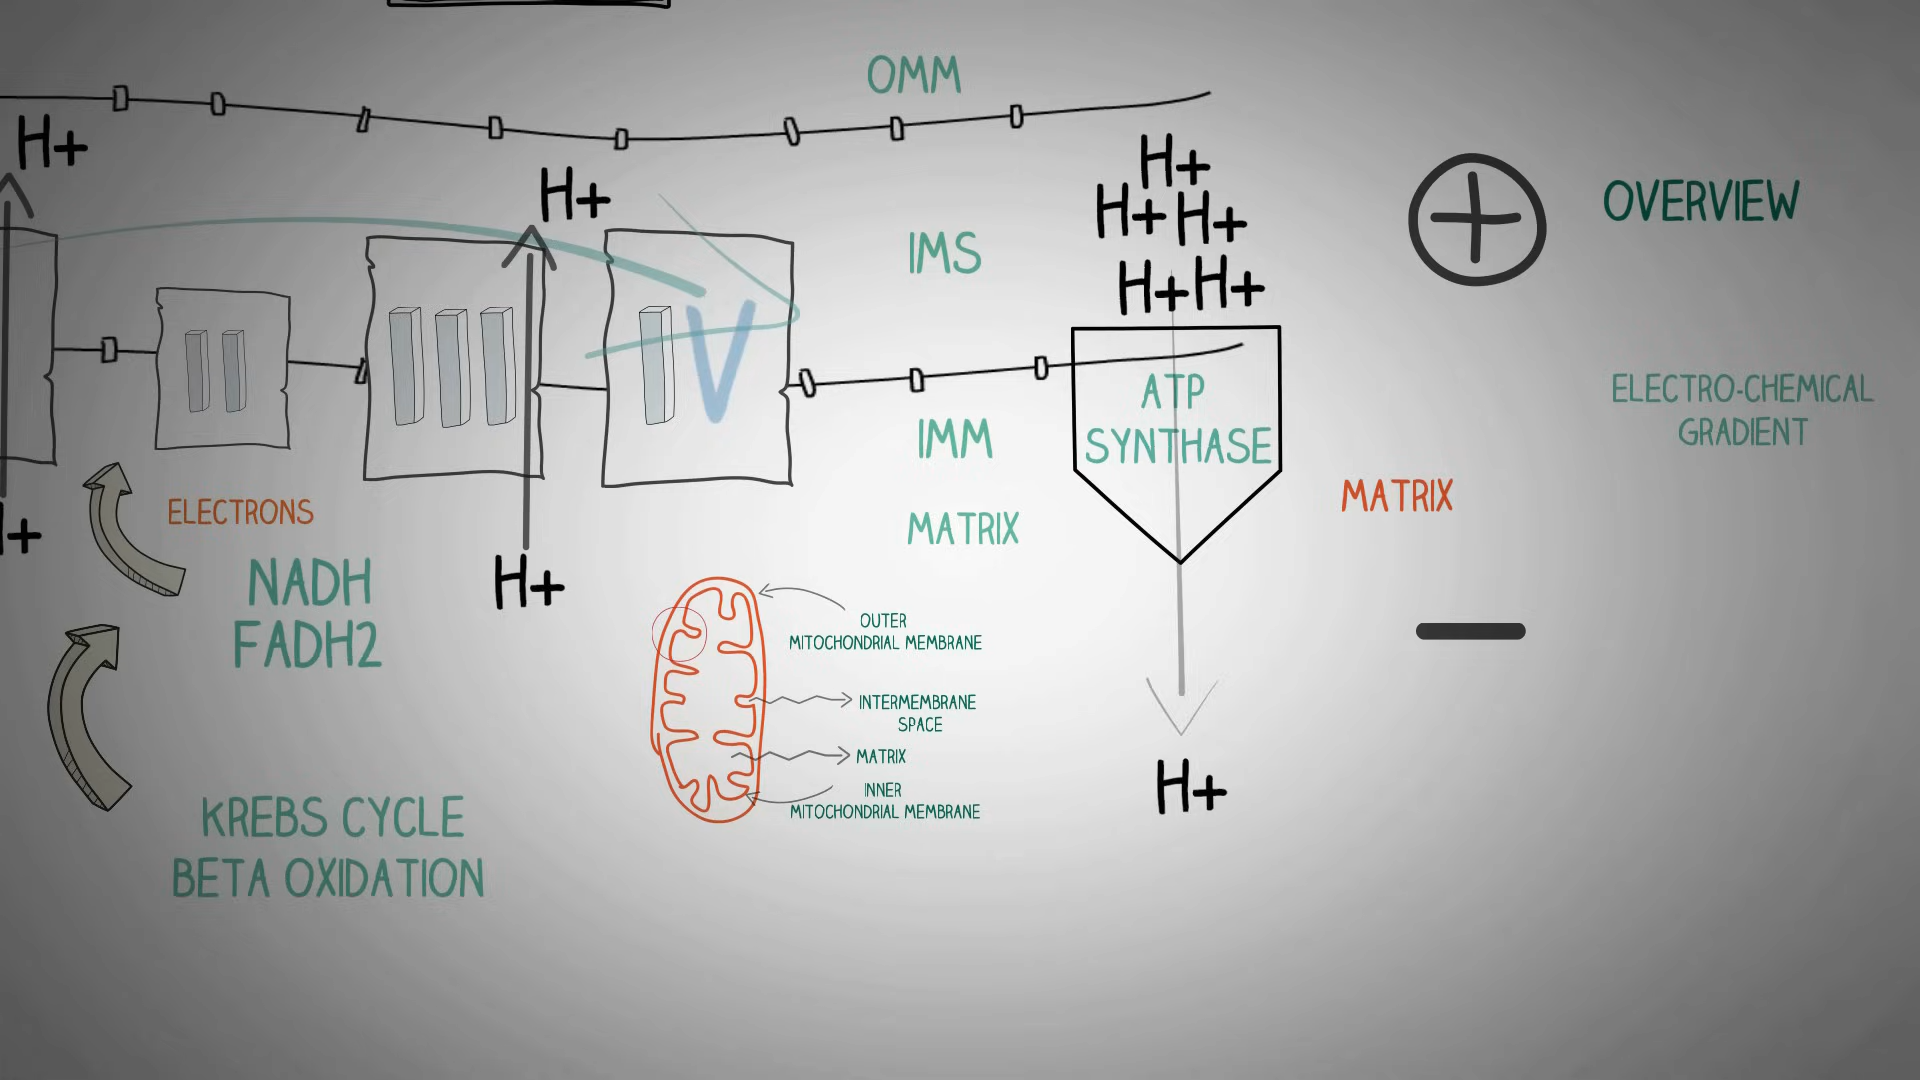 OMM
H+
H+
H+
H+ H+
H+ H+
OVERVIEW
IMS
II
III
IV
ATP
SYNTHASE
ELECTRO-CHEMICAL
GRADIENT
IMM
MATRIX
MATRIX
ELECTRONS
H+
NADH
FADH2
H+
OUTER
MITOCHONDRIAL MEMBRANE
INTERMEMBRANE
SPACE
MATRIX
INNER
MITOCHONDRIAL MEMBRANE
H+
KREBS CYCLE
BETA OXIDATION